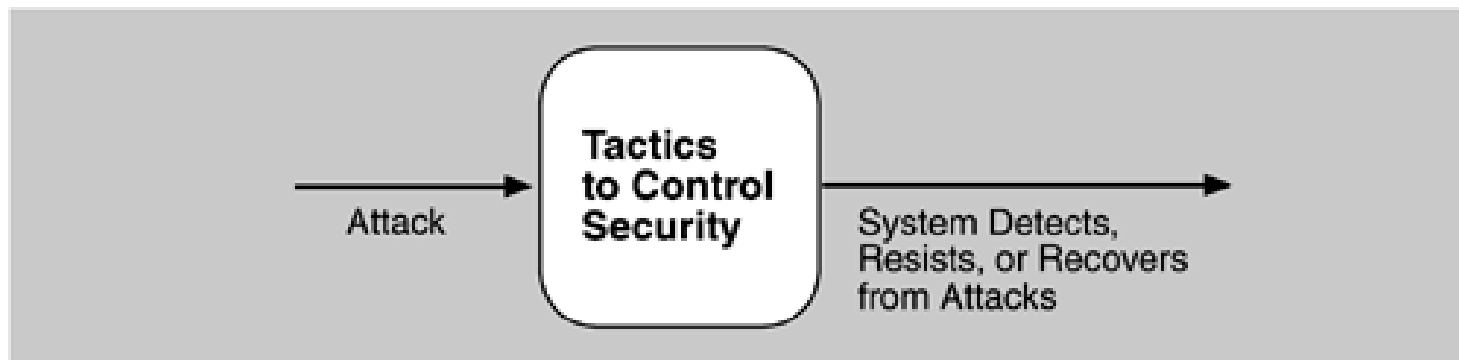 Attack
Tactics
to Control
Security
System Detects,
Resists, or Recovers
from Attacks